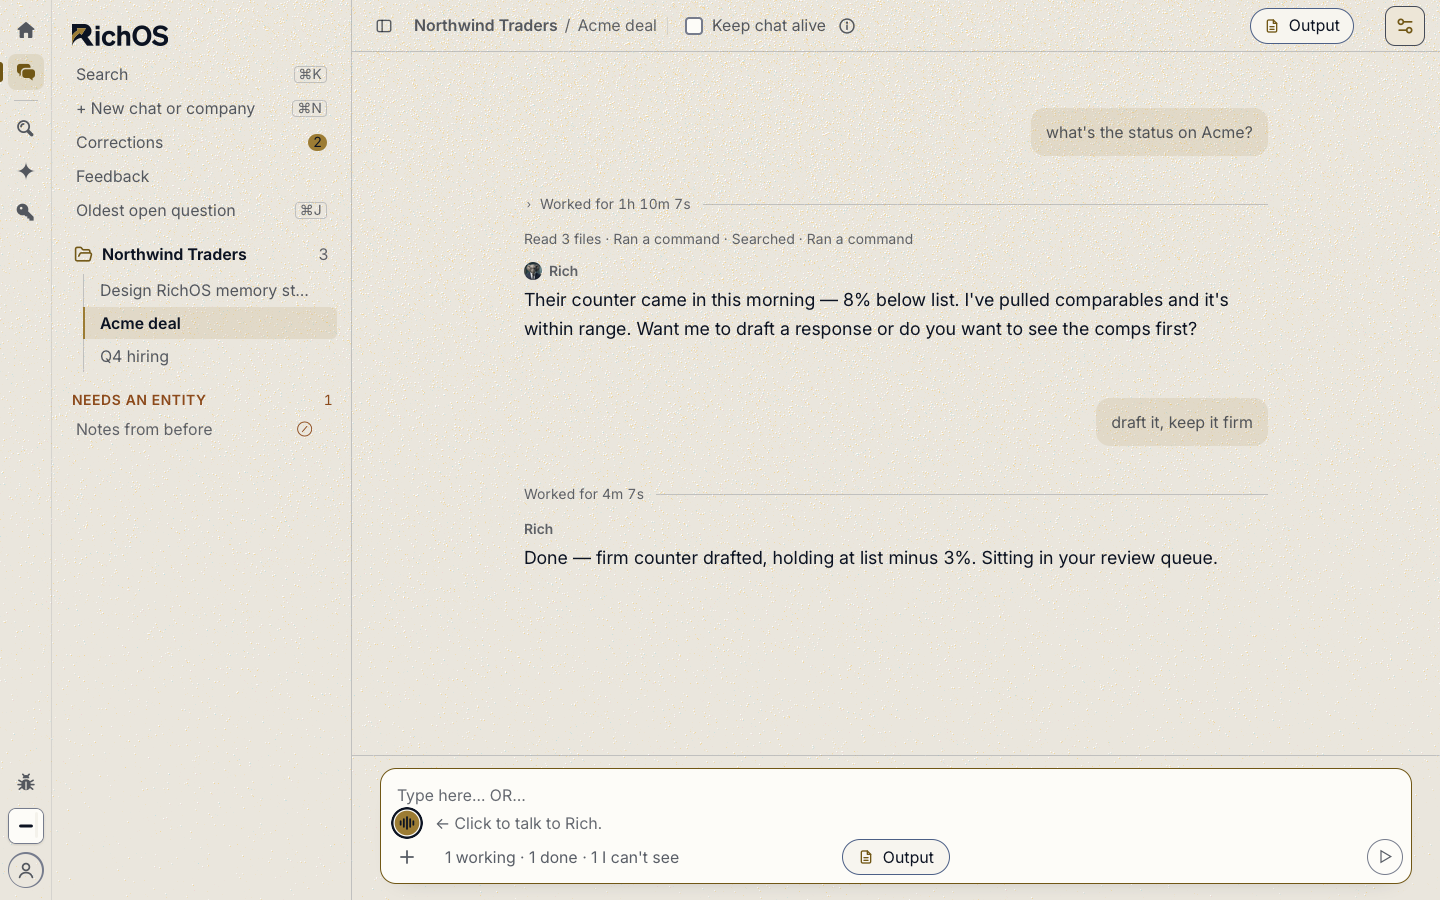 RichOS
Search ⌘K
+ New chat or company ⌘N
Corrections 2
Feedback
Oldest open question ⌘J
Northwind Traders 3
Design RichOS memory st...
Acme deal
Q4 hiring
NEEDS AN ENTITY 1
Notes from before
Northwind Traders / Acme deal
Keep chat alive
Output
what's the status on Acme?
› Worked for 1h 10m 7s
Read 3 files · Ran a command · Searched · Ran a command
Rich
Their counter came in this morning — 8% below list. I've pulled comparables and it's
within range. Want me to draft a response or do you want to see the comps first?
draft it, keep it firm
Worked for 4m 7s
Rich
Done — firm counter drafted, holding at list minus 3%. Sitting in your review queue.
Type here... OR...
← Click to talk to Rich.
1 working · 1 done · 1 I can't see
Output